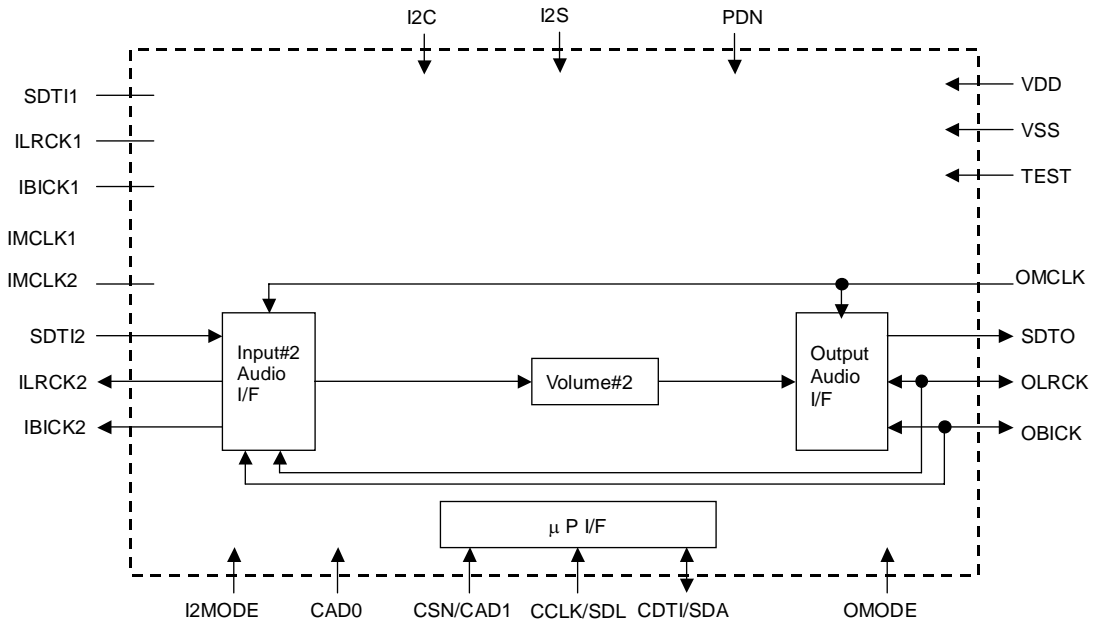 I2C
I2S
PDN
SDTI1
VDD
ILRCK1
VSS
IBICK1
TEST
IMCLK1
IMCLK2
OMCLK
SDTI2
SDTO
ILRCK2
OLRCK
IBICK2
OBICK
Input#2
Audio
I/F
Volume#2
Output
Audio
I/F
μ P I/F
I2MODE
CAD0
CSN/CAD1
CCLK/SDL
CDTI/SDA
OMODE